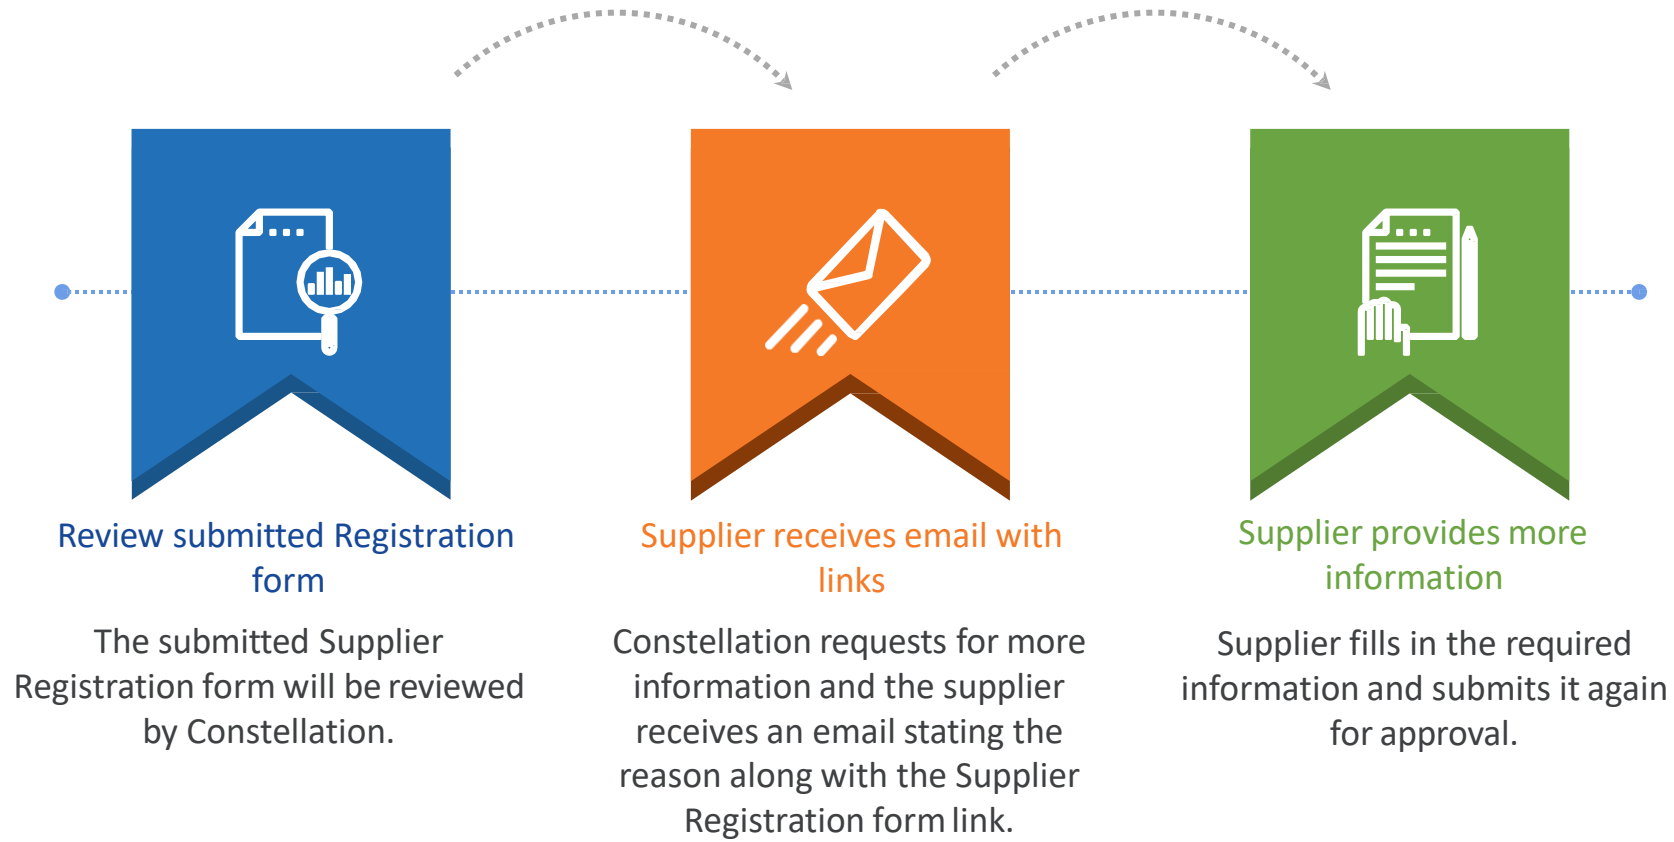 Review submitted Registration
form
The submitted Supplier
Registration form will be reviewed
by Constellation.
Supplier receives email with
links
Constellation requests for more
information and the supplier
receives an email stating the
reason along with the Supplier
Registration form link.
Supplier provides more
information
Supplier fills in the required
information and submits it again
for approval.